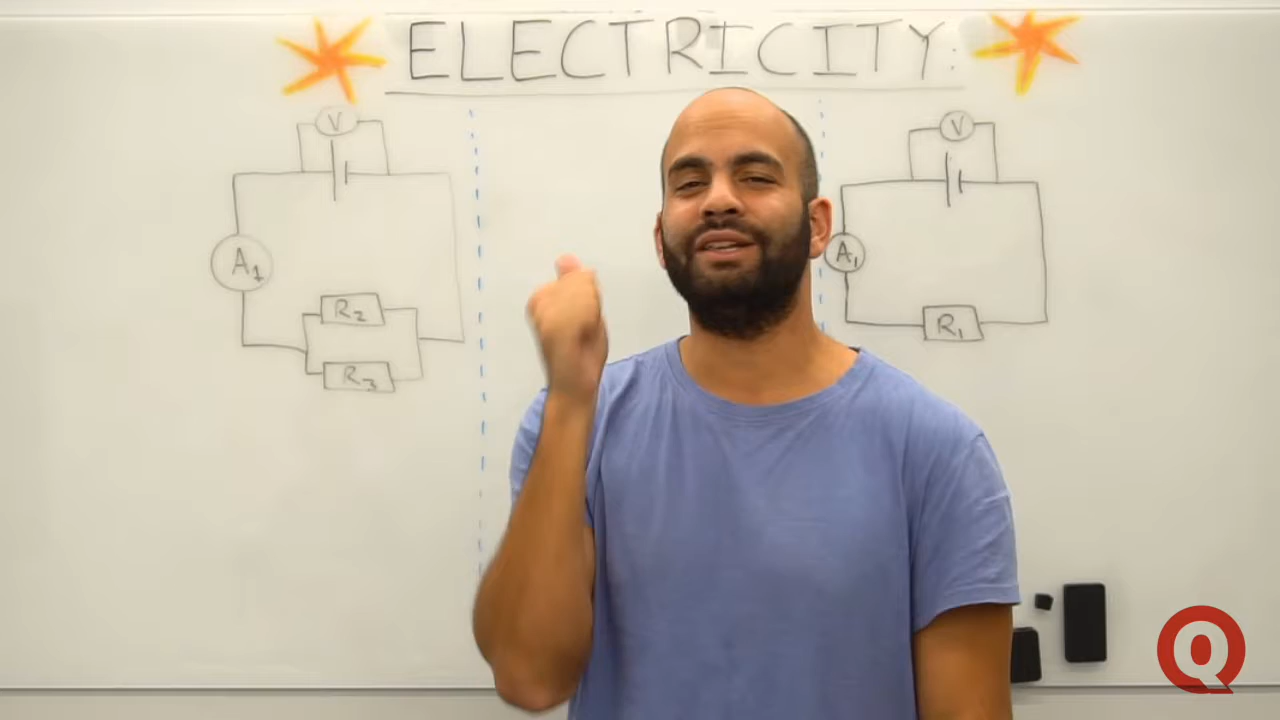 ELECTRICITY:
V
A1
R2
R3
V
A1
R1
Q